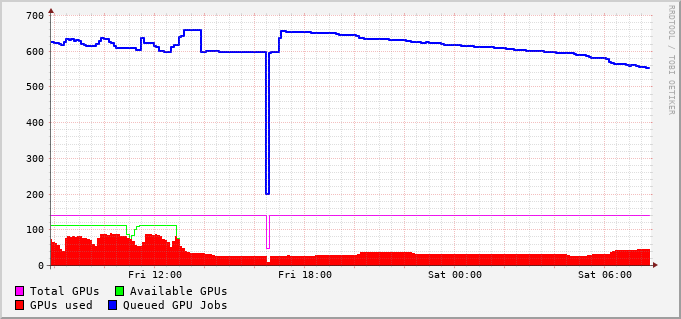 700
600
500
400
300
200
100
0
Fri 12:00 Fri 18:00 Sat 00:00 Sat 06:00
Total GPUs Available GPUs
GPUs used Queued GPU Jobs
RRDTOOL / TOBI OETIKER